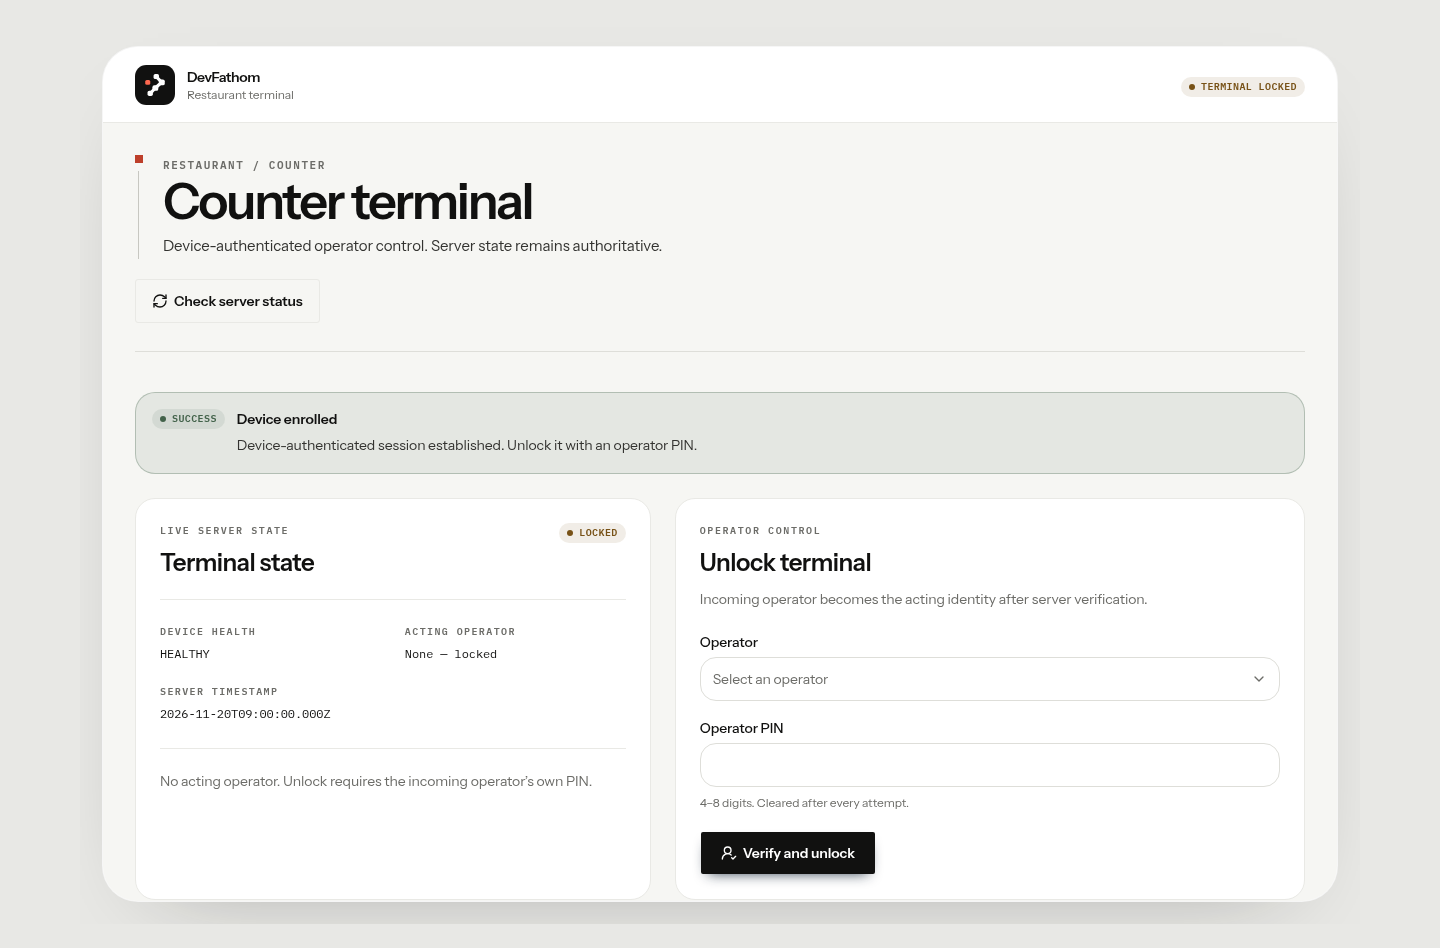 DevFathom
Restaurant terminal
TERMINAL LOCKED
RESTAURANT / COUNTER
Counter terminal
Device-authenticated operator control. Server state remains authoritative.
Check server status
SUCCESS
Device enrolled
Device-authenticated session established. Unlock it with an operator PIN.
LIVE SERVER STATE
LOCKED
Terminal state
DEVICE HEALTH
HEALTHY
ACTING OPERATOR
None — locked
SERVER TIMESTAMP
2026-11-20T09:00:00.000Z
No acting operator. Unlock requires the incoming operator’s own PIN.
OPERATOR CONTROL
Unlock terminal
Incoming operator becomes the acting identity after server verification.
Operator
Select an operator
Operator PIN
4–8 digits. Cleared after every attempt.
Verify and unlock